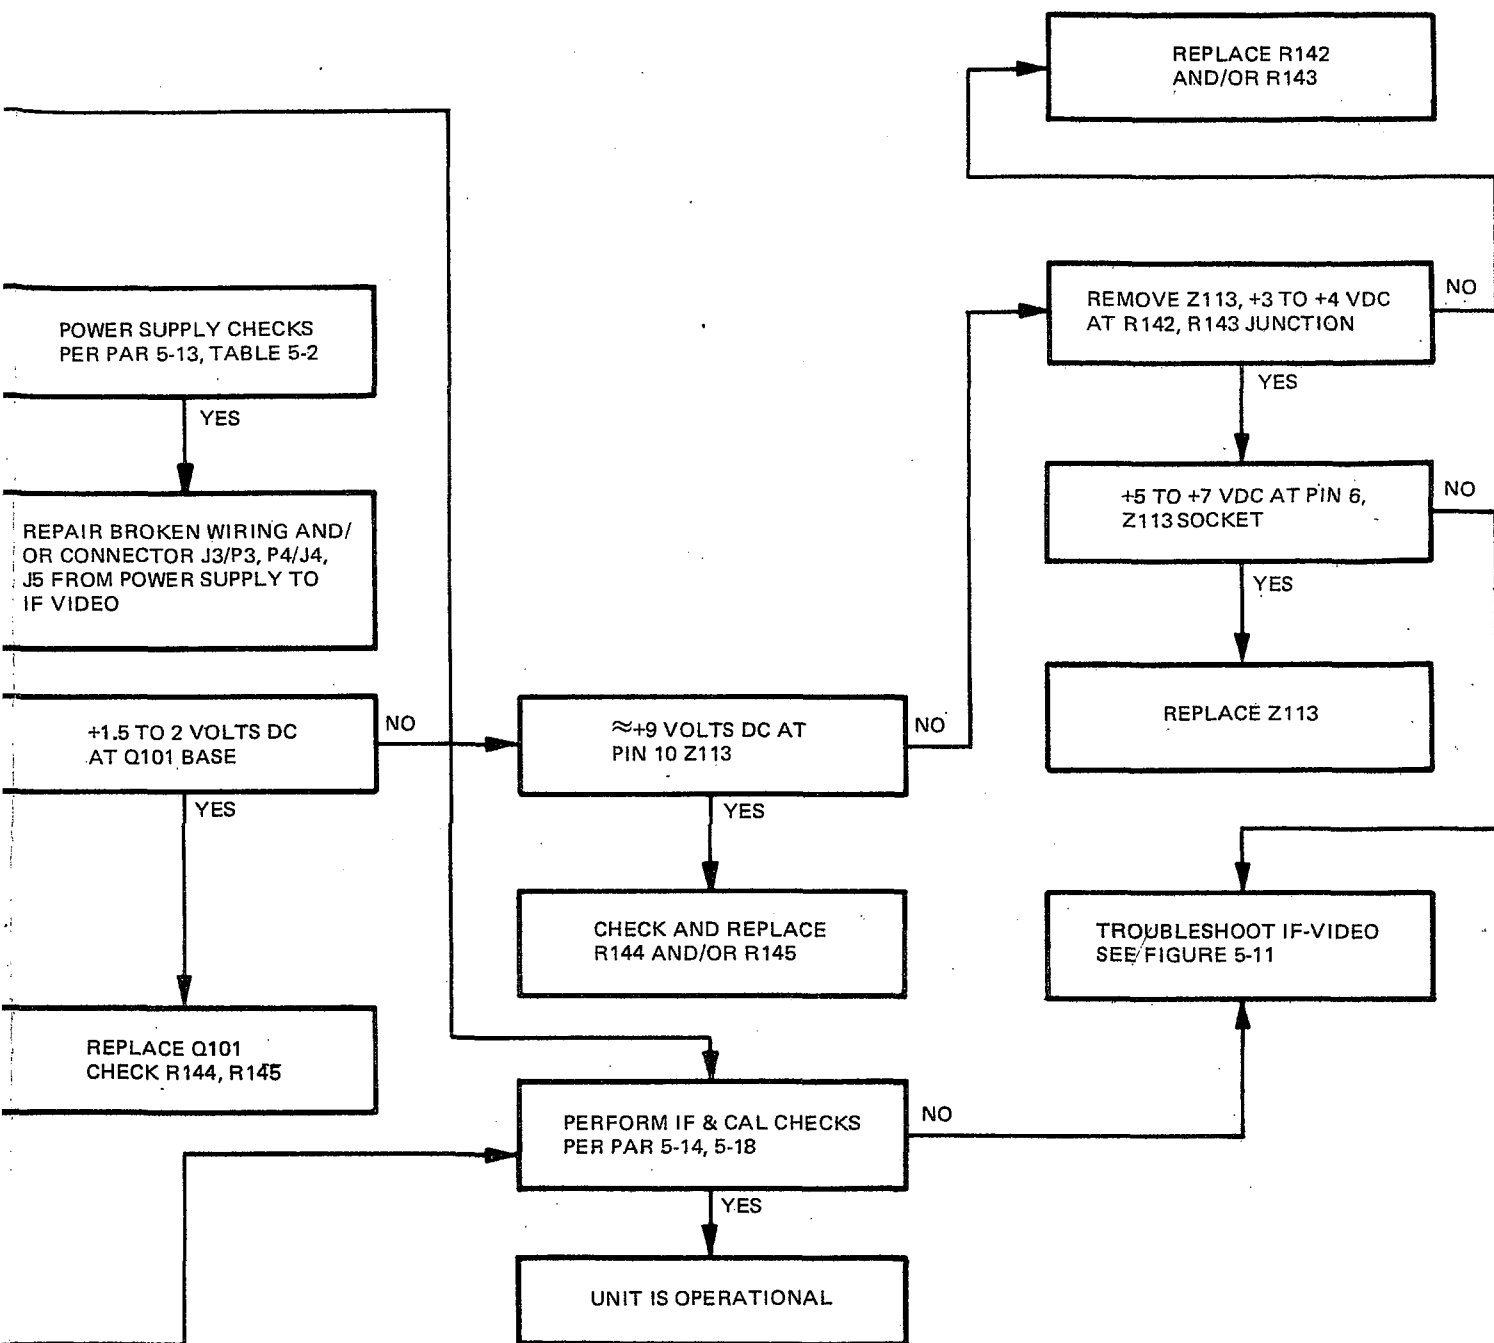 REPLACE R142
AND/OR R143
REMOVE Z113, +3 TO +4 VDC
AT R142, R143 JUNCTION
NO
YES
POWER SUPPLY CHECKS
PER PAR 5-13, TABLE 5-2
YES
+5 TO +7 VDC AT PIN 6,
Z113 SOCKET
NO
YES
REPAIR BROKEN WIRING AND/
OR CONNECTOR J3/P3, P4/J4,
J5 FROM POWER SUPPLY TO
IF VIDEO
REPLACE Z113
+1.5 TO 2 VOLTS DC
AT Q101 BASE
NO
YES
≈+9 VOLTS DC AT
PIN 10 Z113
NO
YES
CHECK AND REPLACE
R144 AND/OR R145
TROUBLESHOOT IF-VIDEO
SEE FIGURE 5-11
REPLACE Q101
CHECK R144, R145
PERFORM IF & CAL CHECKS
PER PAR 5-14, 5-18
NO
YES
UNIT IS OPERATIONAL